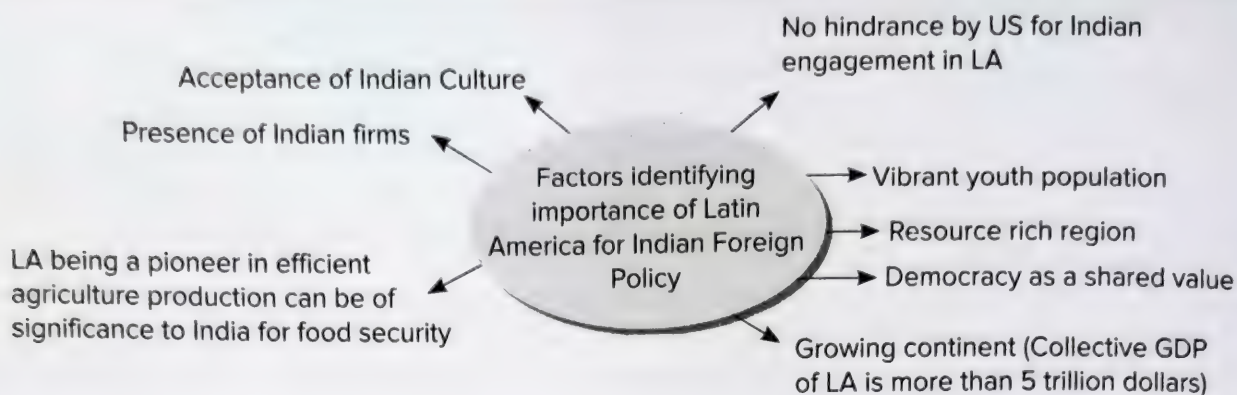 No hindrance by US for Indian
engagement in LA
Acceptance of Indian Culture
Presence of Indian firms
Factors identifying
importance of Latin
America for Indian Foreign
Policy
Vibrant youth population
Resource rich region
Democracy as a shared value
LA being a pioneer in efficient
agriculture production can be of
significance to India for food security
Growing continent (Collective GDP
of LA is more than 5 trillion dollars)